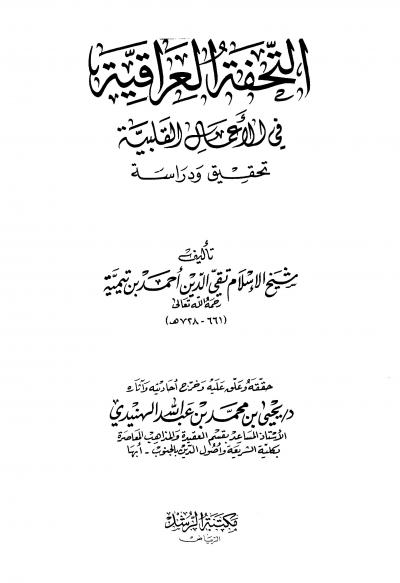 التحفة العراقية
في الأعمال القلبية
تحقيق ودراسة
تأليف
شيخ الإسلام تقي الدين أحمد بن تيمية
رحمه الله تعالى
(٦٦١ - ٧٢٨هـ)
حققه وعلق عليه وخرج أحاديثه وآثاره
د/ يحيى بن محمد بن عبد الله الهنيدي
الأستاذ المساعد بقسم العقيدة والمذاهب المعاصرة
بكلية الشريعة وأصول الدين بالجنوب - أبها
مكتبة الرشد
الرياض